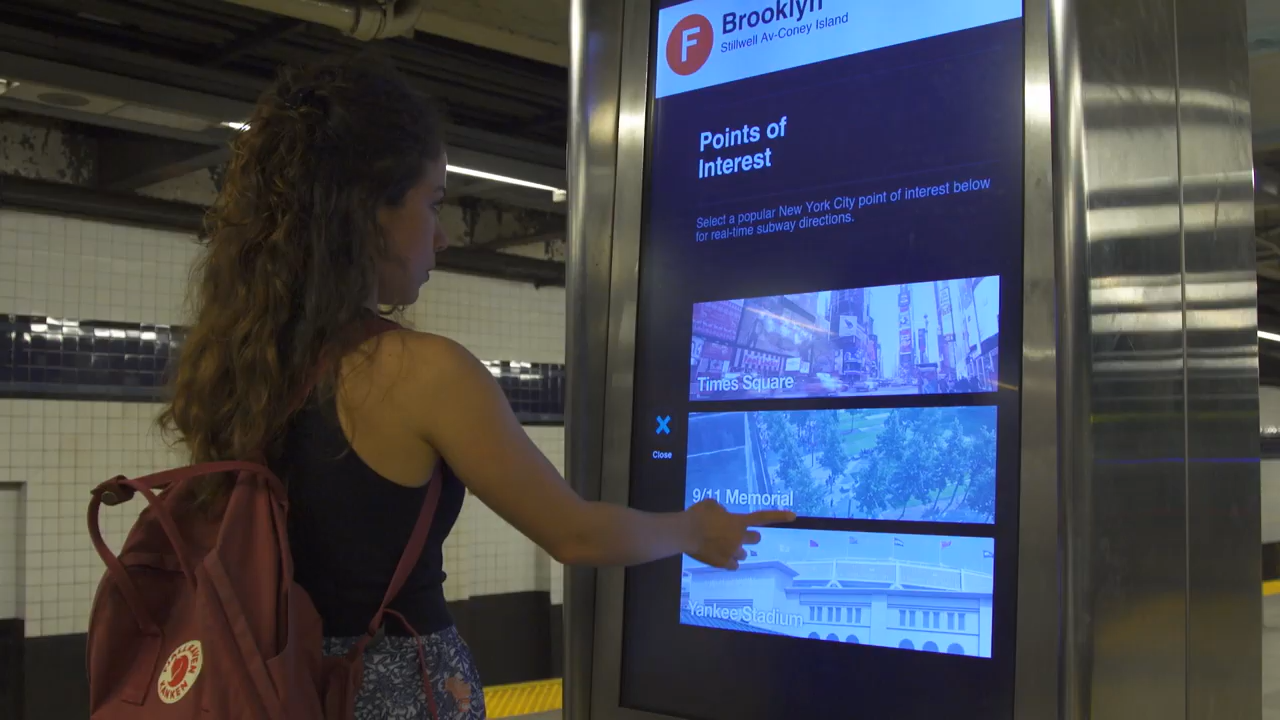 F
Brooklyn
Stillwell Av-Coney Island
Points of
Interest
Select a popular New York City point of interest below
for real-time subway directions.
Times Square
X
Close
9/11 Memorial
Yankee Stadium
FJÄLLRÄVEN
KÅNKEN